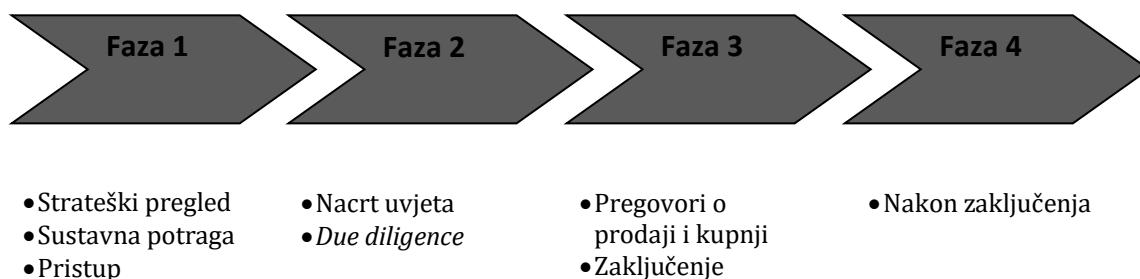 Faza 1
Faza 2
Faza 3
Faza 4
•Strateški pregled
•Sustavna potraga
•Pristup
•Nacrt uvjeta
•Due diligence
•Pregovori o
prodaji i kupnji
•Zaključenje
•Nakon zaključenja